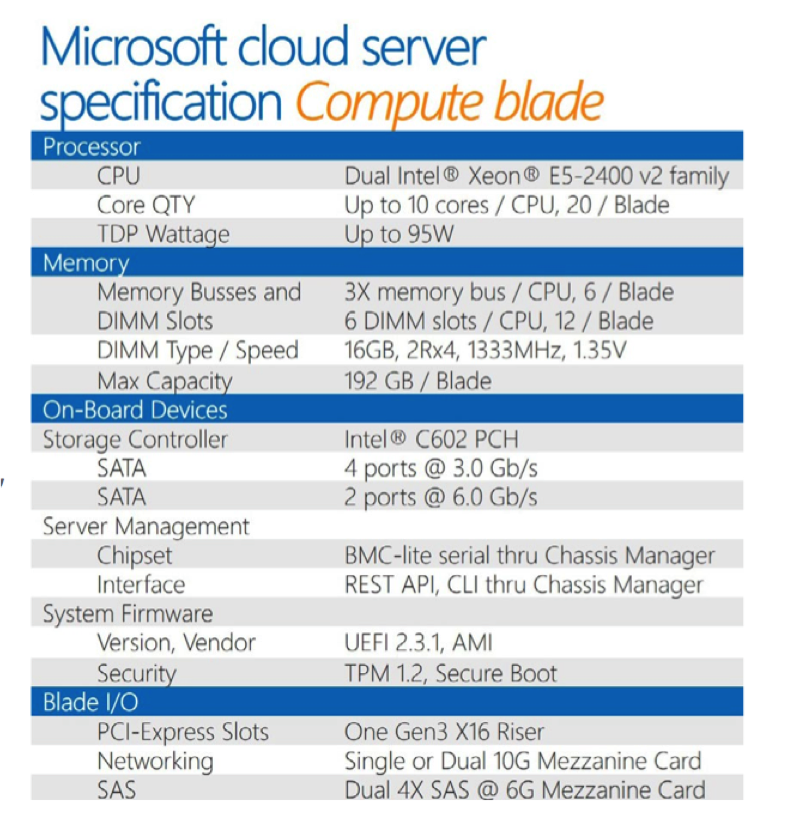 Microsoft cloud server
specification Compute blade
Processor
CPU Dual Intel® Xeon® E5-2400 v2 family
Core QTY Up to 10 cores / CPU, 20 / Blade
TDP Wattage Up to 95W
Memory
Memory Busses and 3X memory bus / CPU, 6 / Blade
DIMM Slots 6 DIMM slots / CPU, 12 / Blade
DIMM Type / Speed 16GB, 2Rx4, 1333MHz, 1.35V
Max Capacity 192 GB / Blade
On-Board Devices
Storage Controller Intel® C602 PCH
SATA 4 ports @ 3.0 Gb/s
SATA 2 ports @ 6.0 Gb/s
Server Management
Chipset BMC-lite serial thru Chassis Manager
Interface REST API, CLI thru Chassis Manager
System Firmware
Version, Vendor UEFI 2.3.1, AMI
Security TPM 1.2, Secure Boot
Blade I/O
PCI-Express Slots One Gen3 X16 Riser
Networking Single or Dual 10G Mezzanine Card
SAS Dual 4X SAS @ 6G Mezzanine Card